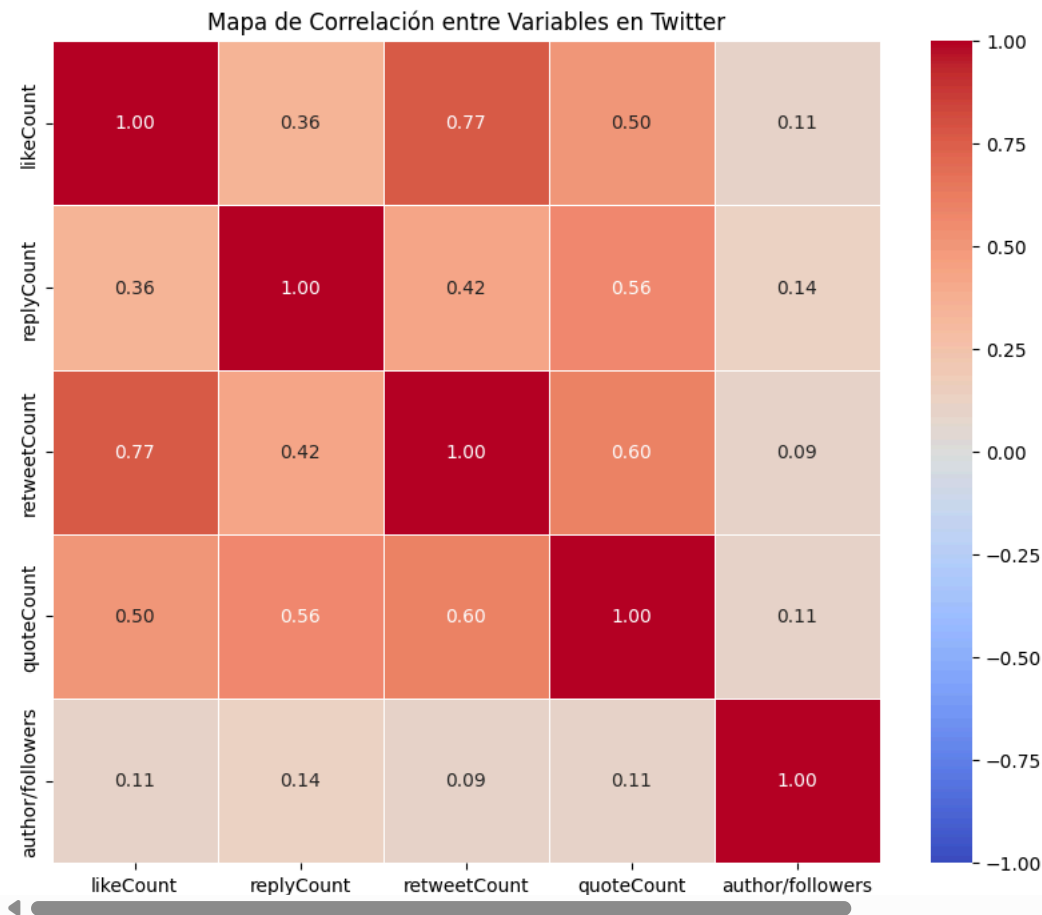 Mapa de Correlación entre Variables en Twitter
likeCount 1.00 0.36 0.77 0.50 0.11
replyCount 0.36 1.00 0.42 0.56 0.14
retweetCount 0.77 0.42 1.00 0.60 0.09
quoteCount 0.50 0.56 0.60 1.00 0.11
author/followers 0.11 0.14 0.09 0.11 1.00
likeCount replyCount retweetCount quoteCount author/followers
1.00
0.75
0.50
0.25
0.00
−0.25
−0.50
−0.75
−1.00